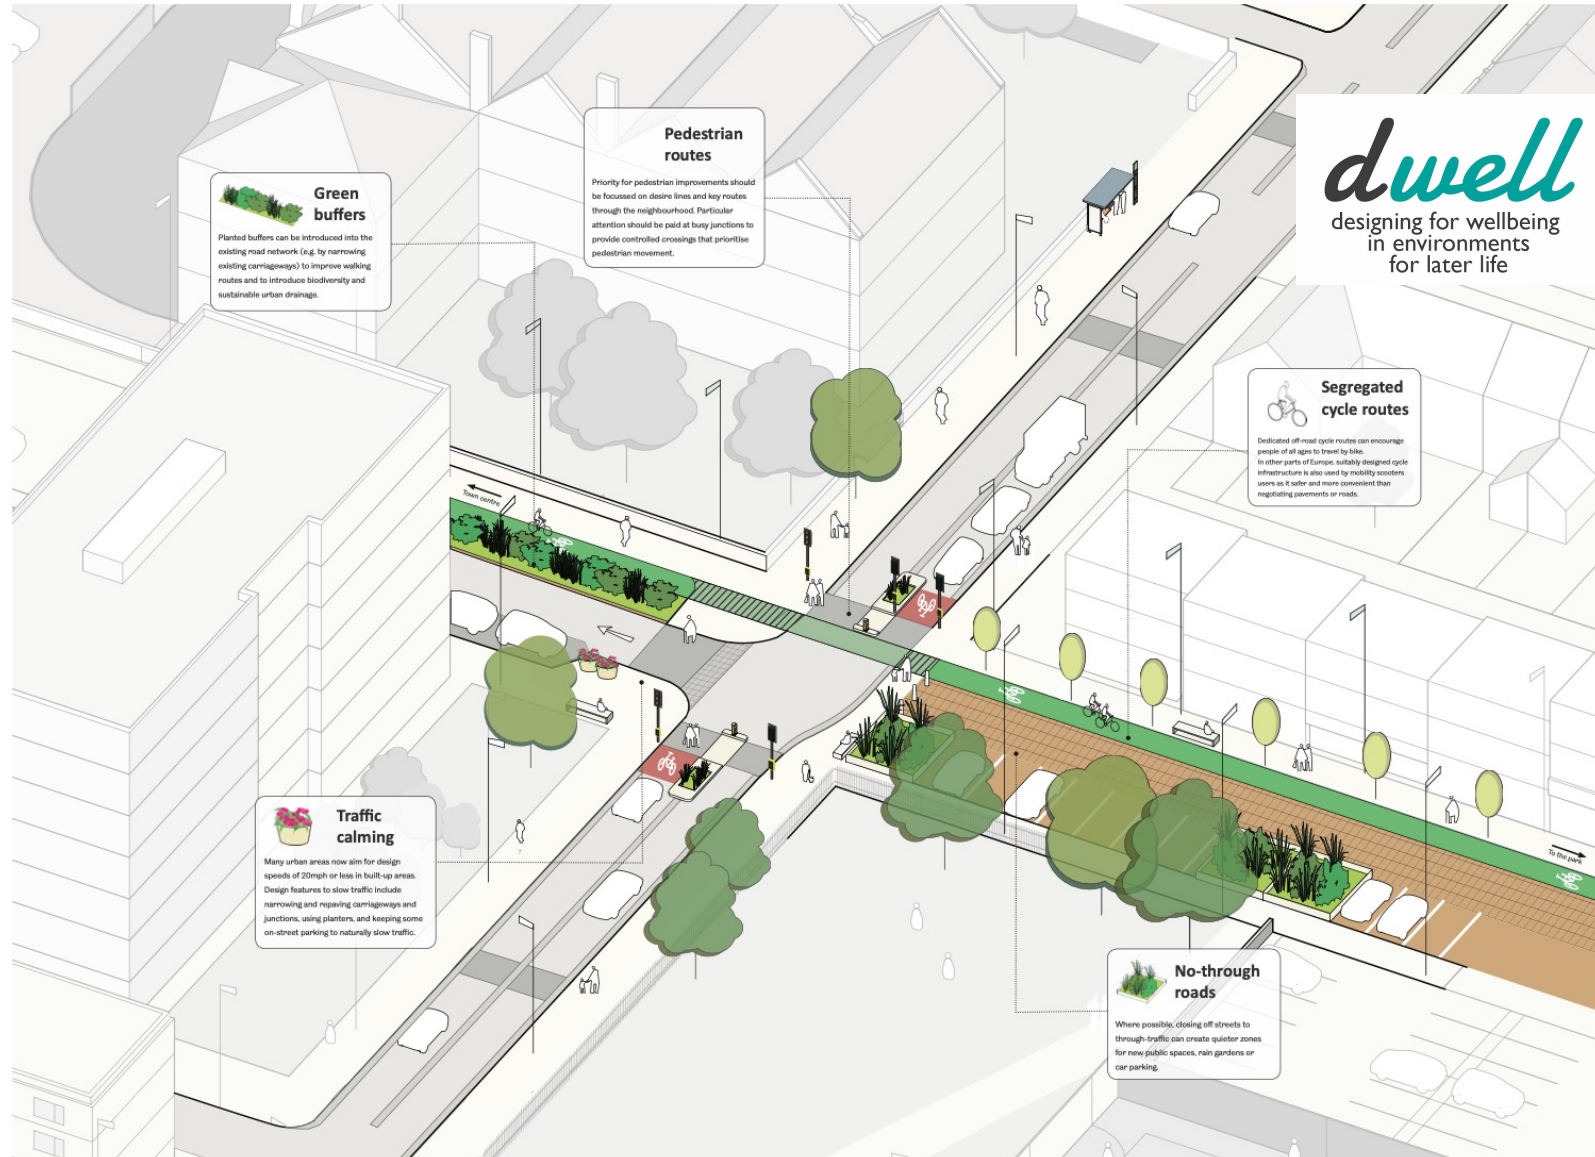 dwell
designing for wellbeing
in environments
for later life
Pedestrian
routes
Priority for pedestrian improvements should
be focussed on desire lines and key routes
through the neighbourhood. Particular
attention should be paid at busy junctions to
provide controlled crossings that prioritise
pedestrian movement.
Green
buffers
Planted buffers can be introduced into the
existing road network (e.g. by narrowing
existing carriageways) to improve walking
routes and to introduce biodiversity and
sustainable urban drainage.
Segregated
cycle routes
Dedicated off-road cycle routes can encourage
people of all ages to travel by bike.
In other parts of Europe, suitably designed cycle
infrastructure is also used by mobility scooters
users as it safer and more convenient than
negotiating pavements or roads.
Town centre
Traffic
calming
Many urban areas now aim for design
speeds of 20mph or less in built-up areas.
Design features to slow traffic include
narrowing and repaving carriageways and
junctions, using planters, and keeping some
on-street parking to naturally slow traffic.
To the park
No-through
roads
Where possible, closing off streets to
through-traffic can create quieter zones
for new public spaces, rain gardens or
car parking.